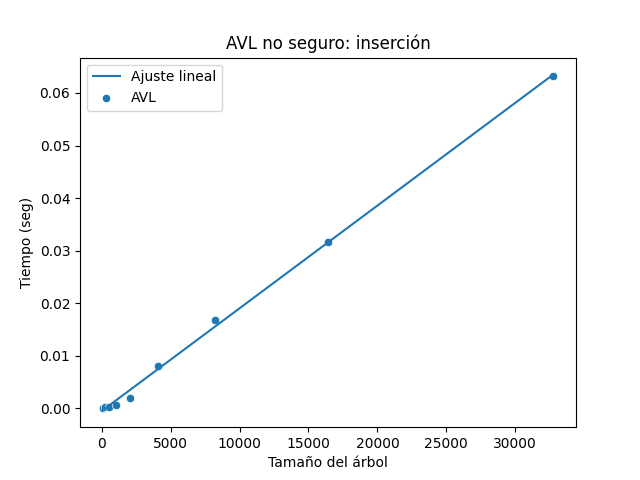 AVL no seguro: inserción
Ajuste lineal
AVL
0.06
0.05
0.04
0.03
0.02
0.01
0.00
Tiempo (seg)
0 5000 10000 15000 20000 25000 30000
Tamaño del árbol